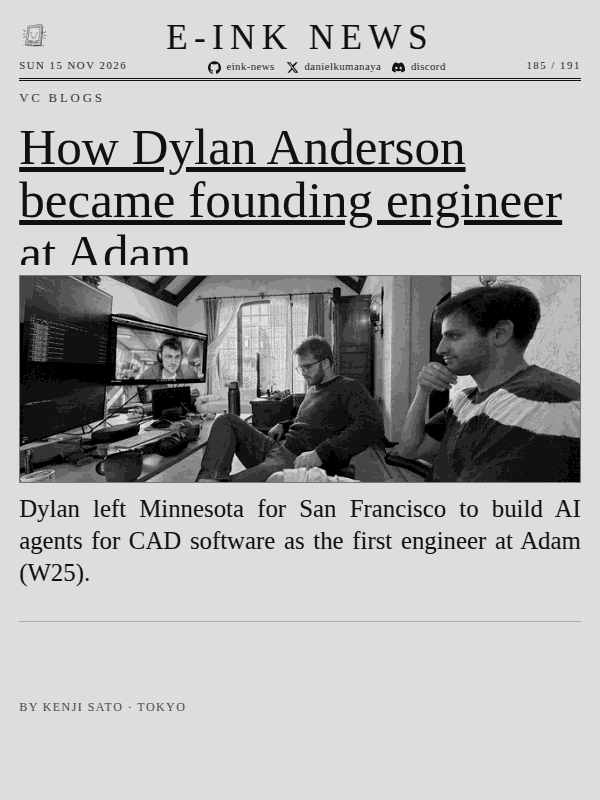 E-INK NEWS
SUN 15 NOV 2026
eink-news danielkumanaya discord
185 / 191
VC BLOGS
How Dylan Anderson
became founding engineer
at Adam
Dylan left Minnesota for San Francisco to build AI
agents for CAD software as the first engineer at Adam
(W25).
BY KENJI SATO · TOKYO